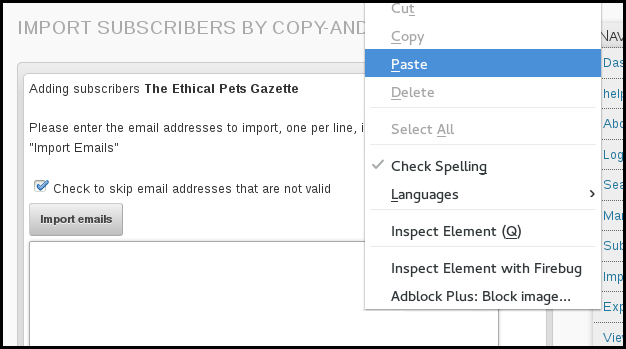 IMPORT SUBSCRIBERS BY COPY-AND
Adding subscribers The Ethical Pets Gazette
Please enter the email addresses to import, one per line,
"Import Emails"
Check to skip email addresses that are not valid
Import emails
Cut
Copy
Paste
Delete
Select All
Check Spelling
Languages
Inspect Element (Q)
Inspect Element with Firebug
Adblock Plus: Block image...
Nav
Das
help
Abo
Log
Sea
Man
Sub
Imp
Exp
View